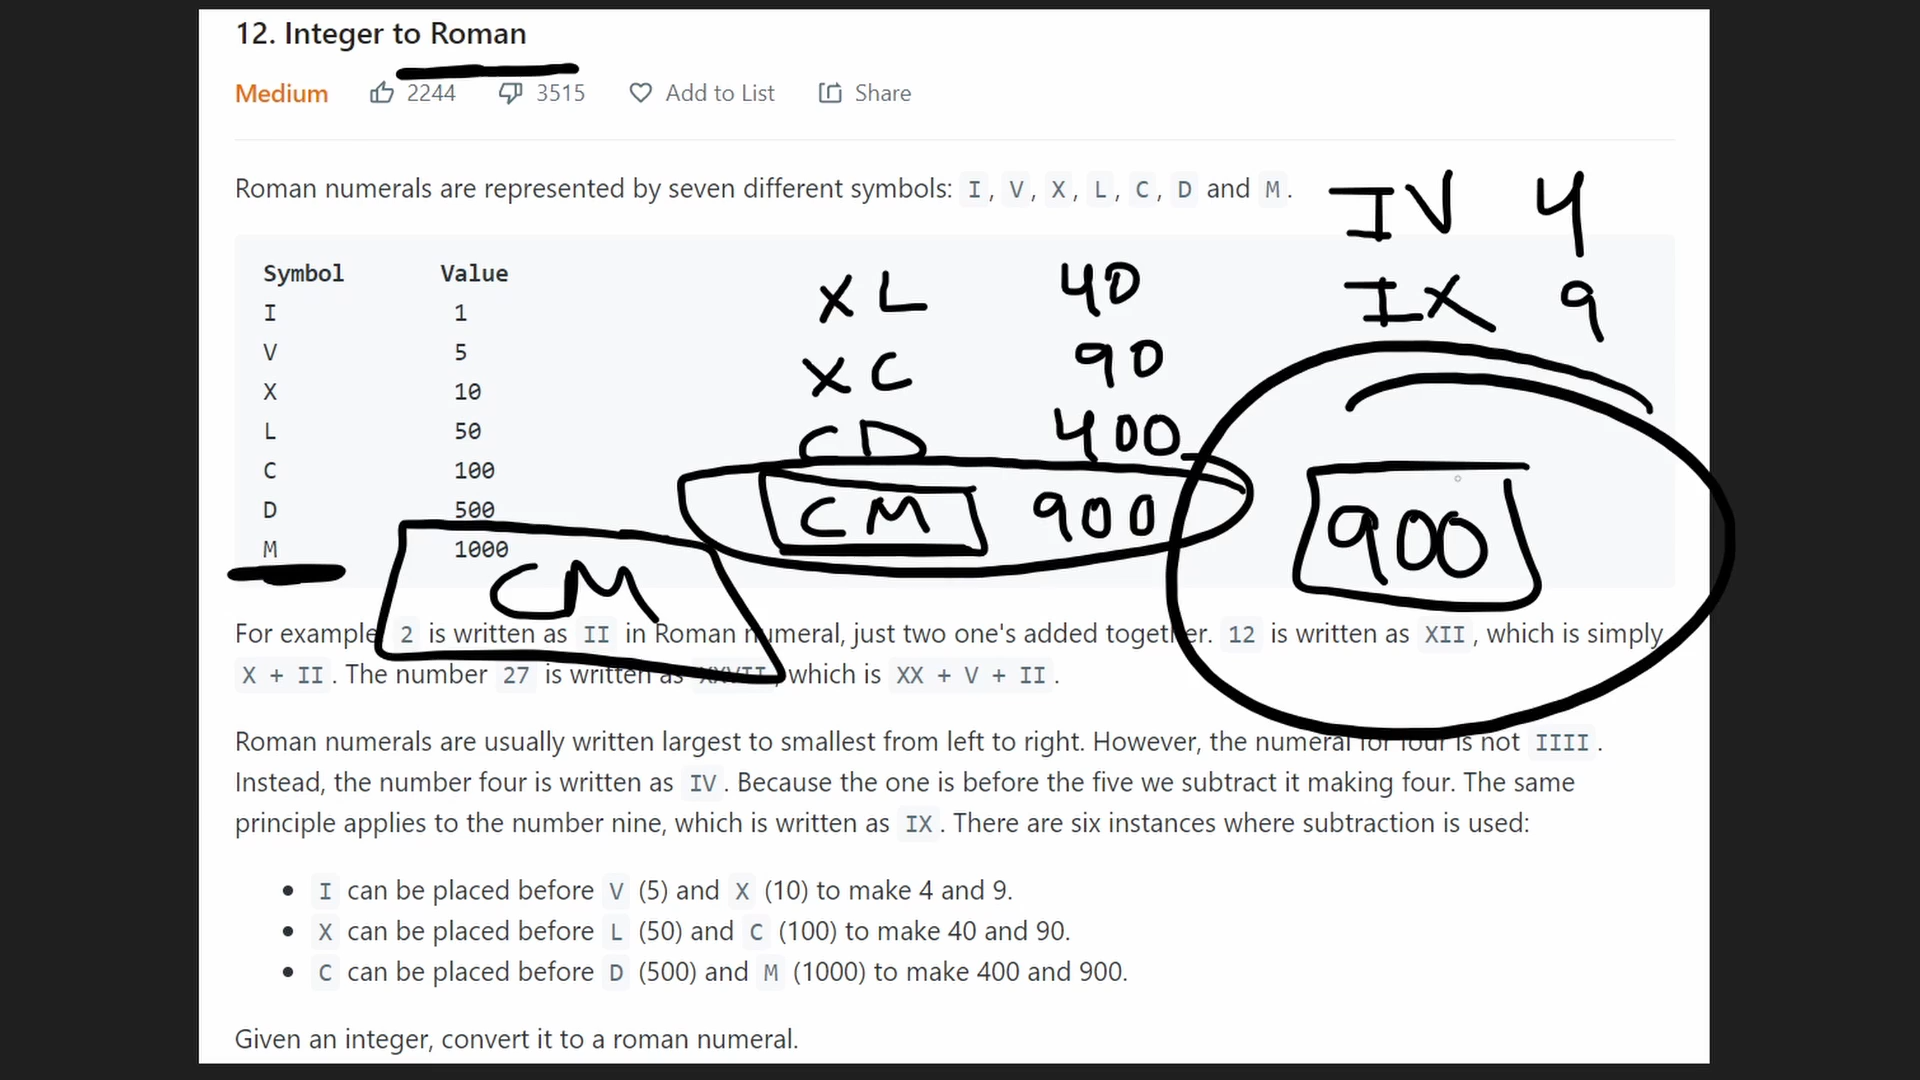 12. Integer to Roman
Medium 2244 3515 Add to List Share
Roman numerals are represented by seven different symbols: I, V, X, L, C, D and M.
IV 4
IX 9
Symbol Value
I 1
V 5
X 10
L 50
C 100
D 500
M 1000
XL 40
XC 90
CD 400
CM 900
900
CM
For example, 2 is written as II in Roman numeral, just two one's added together. 12 is written as XII, which is simply
X + II. The number 27 is written as XXVII, which is XX + V + II.
Roman numerals are usually written largest to smallest from left to right. However, the numeral for four is not IIII.
Instead, the number four is written as IV. Because the one is before the five we subtract it making four. The same
principle applies to the number nine, which is written as IX. There are six instances where subtraction is used:
• I can be placed before V (5) and X (10) to make 4 and 9.
• X can be placed before L (50) and C (100) to make 40 and 90.
• C can be placed before D (500) and M (1000) to make 400 and 900.
Given an integer, convert it to a roman numeral.